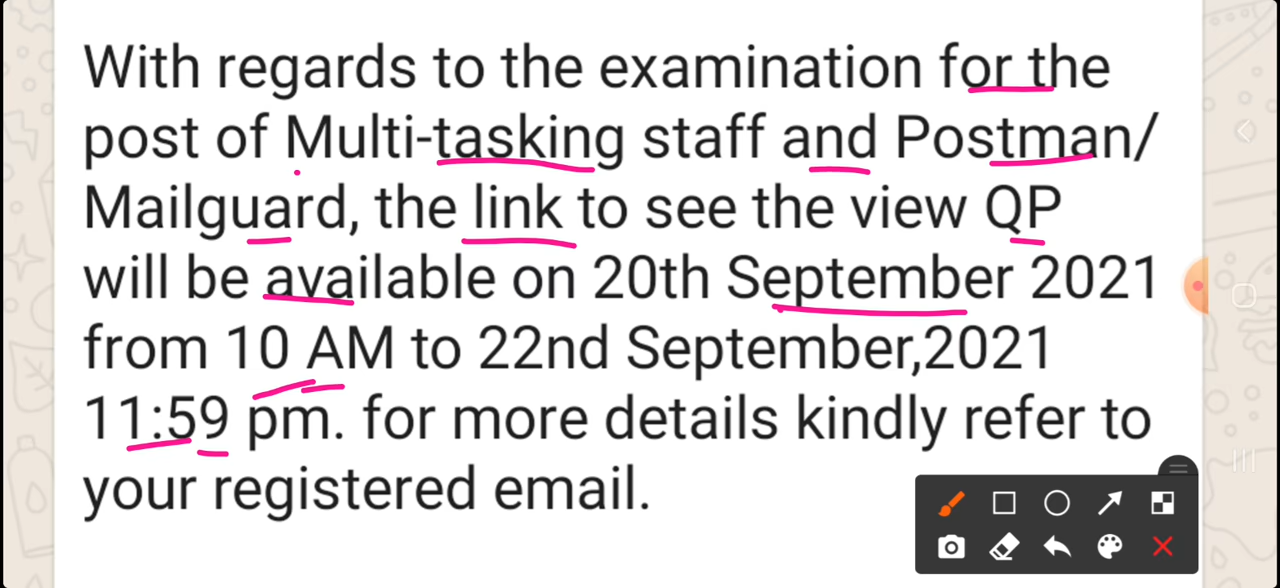 With regards to the examination for the
post of Multi-tasking staff and Postman/
Mailguard, the link to see the view QP
will be available on 20th September 2021
from 10 AM to 22nd September,2021
11:59 pm. for more details kindly refer to
your registered email.